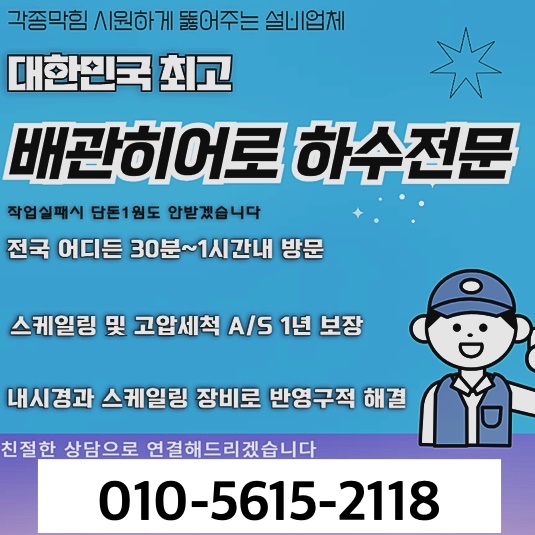 각종막힘 시원하게 뚫어주는 설비업체
대한민국 최고
배관히어로 하수전문
작업실패시 단돈1원도 안받겠습니다
전국 어디든 30분~1시간내 방문
스케일링 및 고압세척 A/S 1년 보장
내시경과 스케일링 장비로 반영구적 해결
친절한 상담으로 연결해드리겠습니다
010-5615-2118